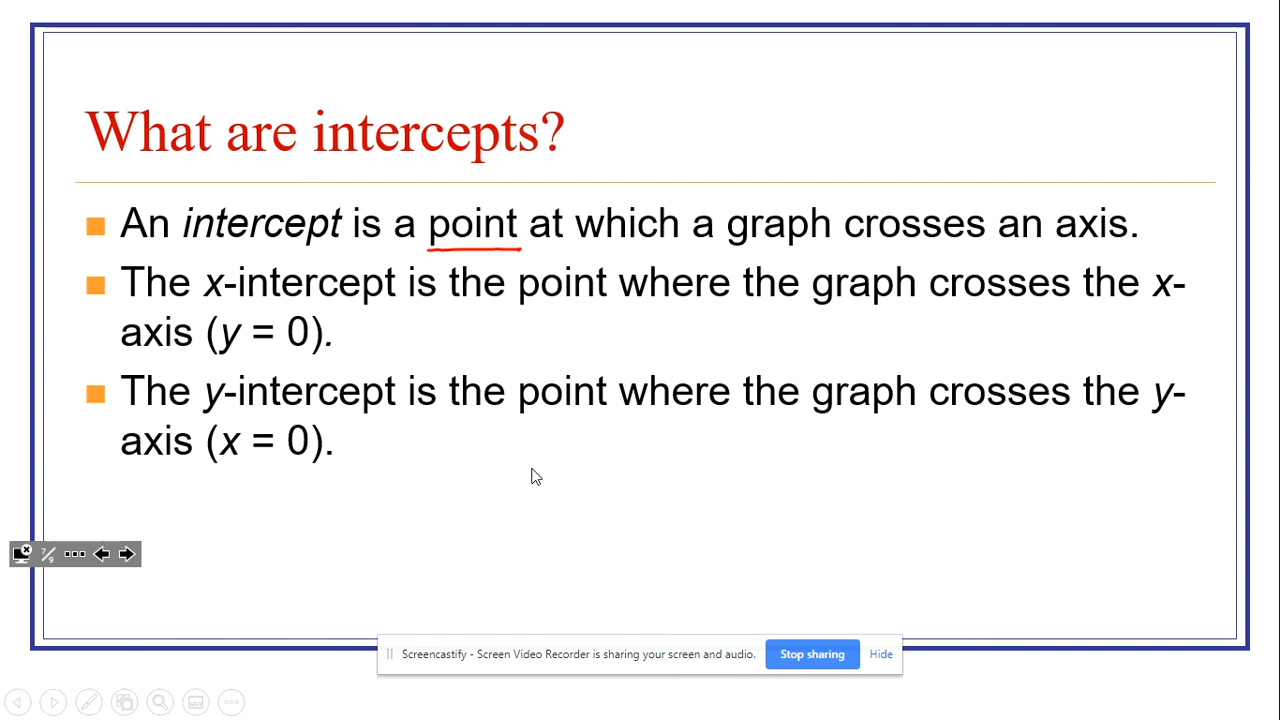 What are intercepts?
An intercept is a point at which a graph crosses an axis.
The x-intercept is the point where the graph crosses the x-
axis (y = 0).
The y-intercept is the point where the graph crosses the y-
axis (x = 0).
7/9
Screencastify - Screen Video Recorder is sharing your screen and audio. Stop sharing Hide